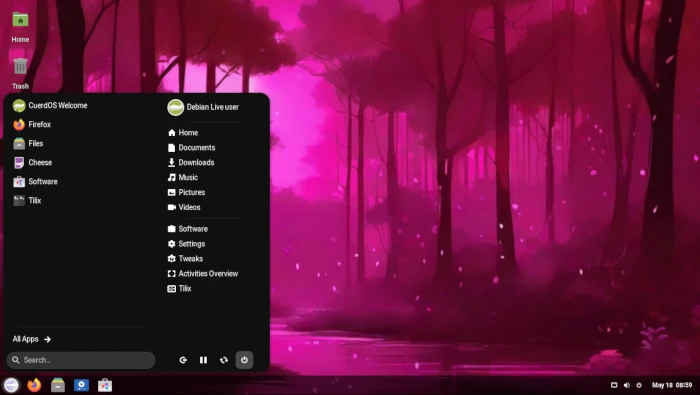 Home
Trash
CuerdOS Welcome
Firefox
Files
Cheese
Software
Tilix
All Apps
Search...
Debian Live user
Home
Documents
Downloads
Music
Pictures
Videos
Software
Settings
Tweaks
Activities Overview
Tilix
May 18 08:59